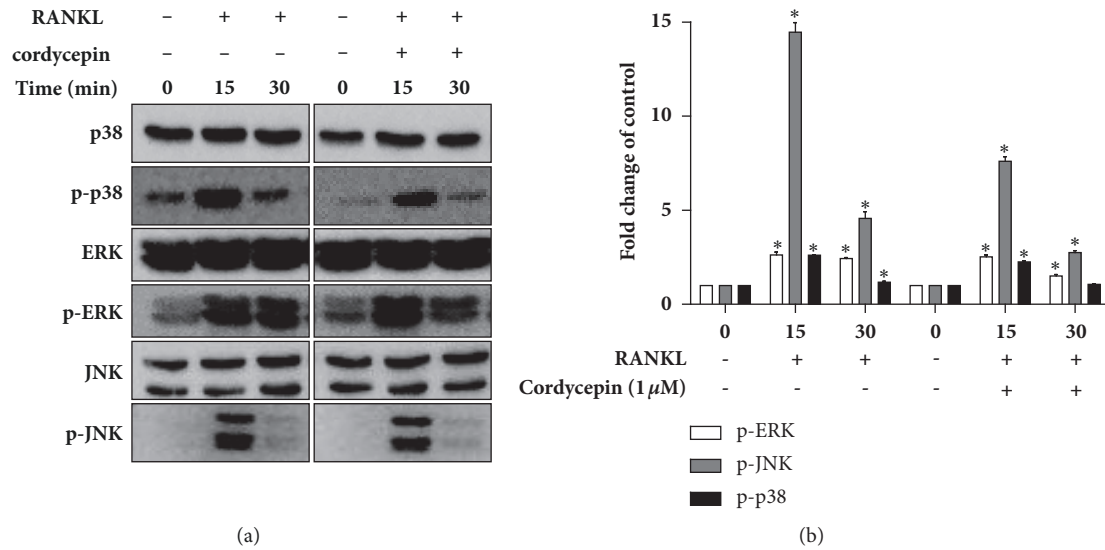 RANKL – + + – + +
cordycepin – – – – + +
Time (min) 0 15 30 0 15 30
p38
p-p38
ERK
p-ERK
JNK
p-JNK
(a)
Fold change of control
15
10
5
0
* * * * * * * * * * *
0 15 30 0 15 30
RANKL - + + - + +
Cordycepin (1 µM) - - - - + +
p-ERK
p-JNK
p-p38
(b)